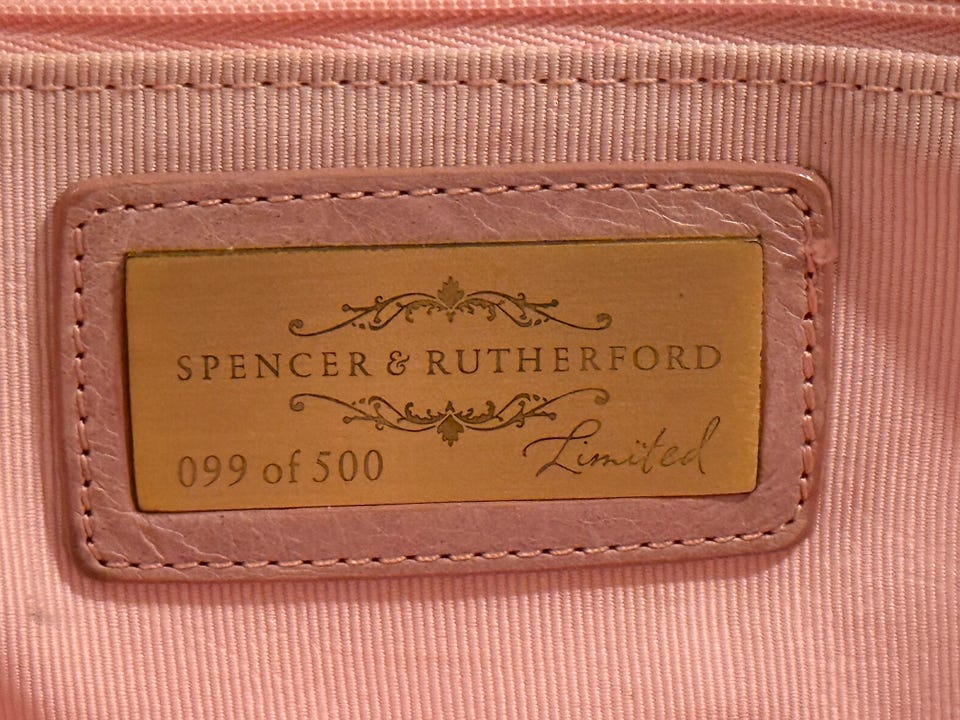 SPENCER & RUTHERFORD
099 of 500
Limited